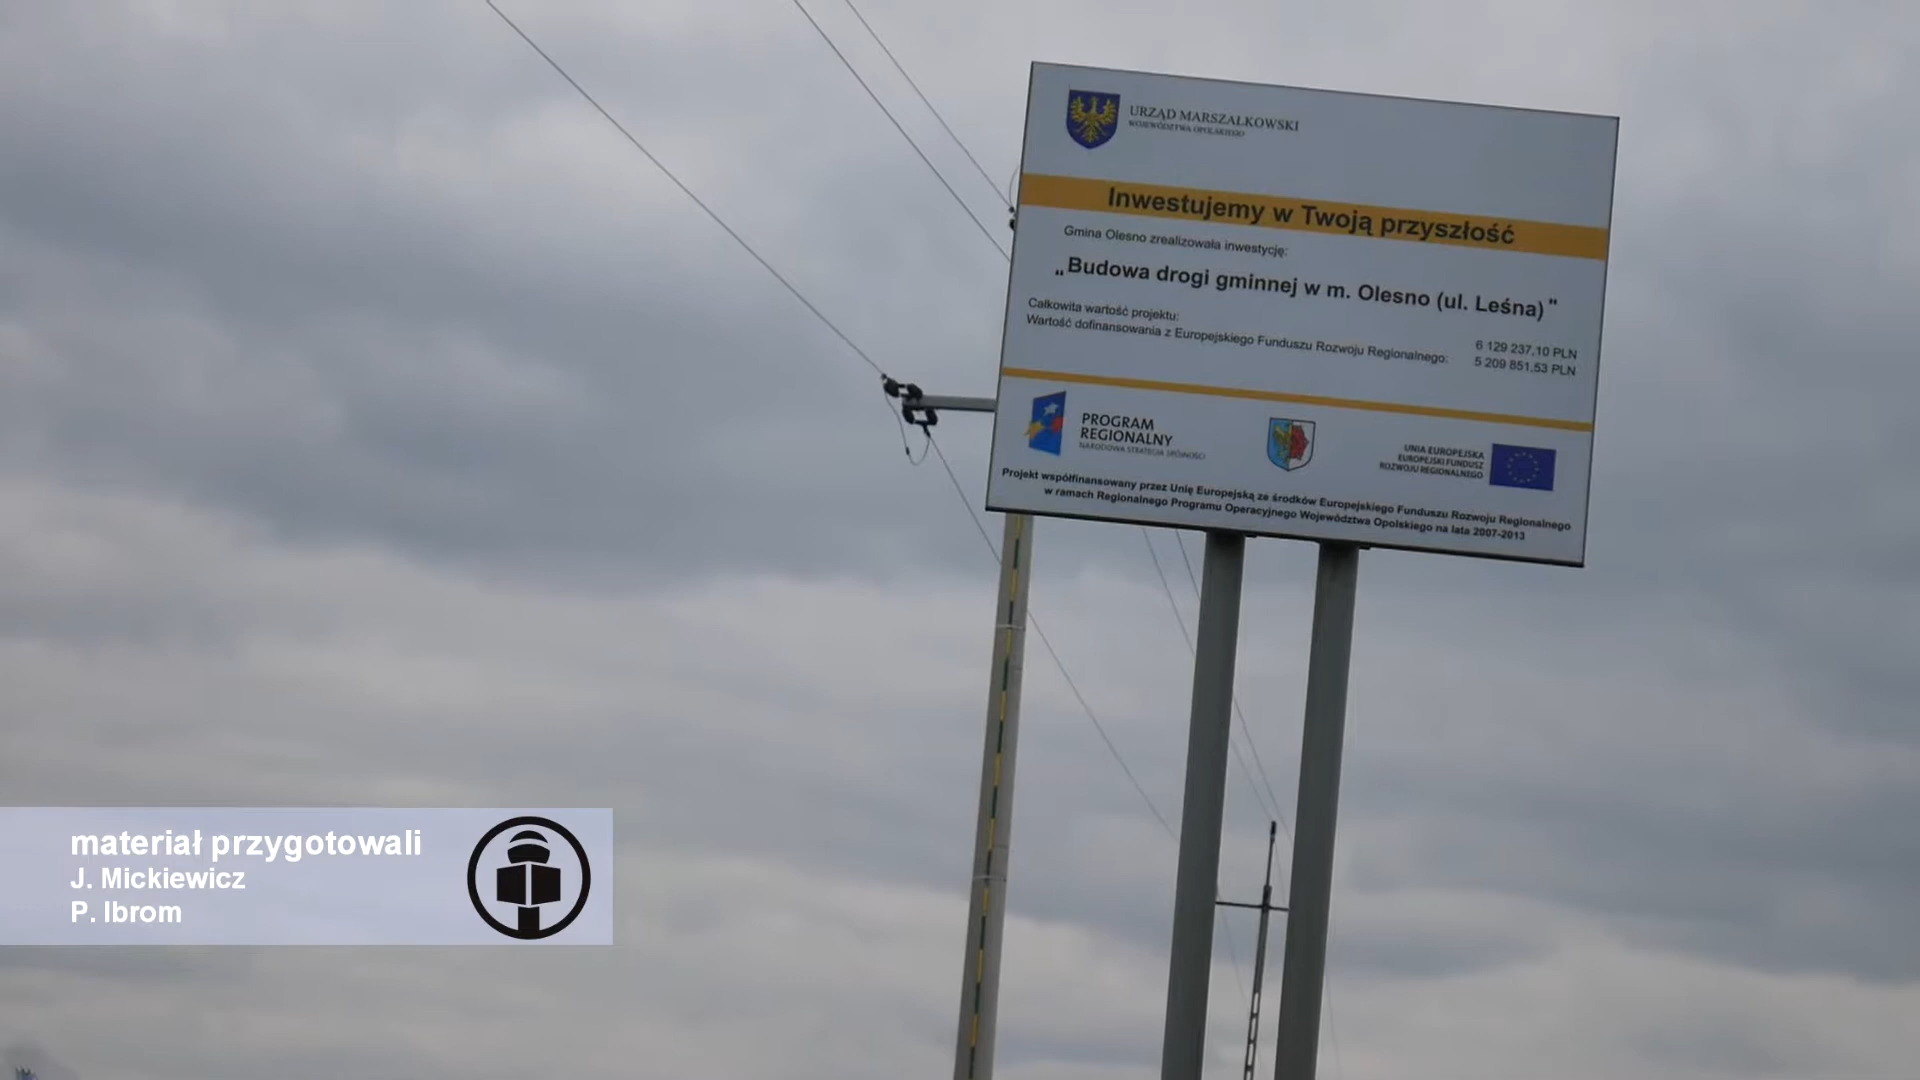 URZĄD MARSZAŁKOWSKI
WOJEWÓDZTWA OPOLSKIEGO
Inwestujemy w Twoją przyszłość
Gmina Olesno zrealizowała inwestycję:
„Budowa drogi gminnej w m. Olesno (ul. Leśna)"
Całkowita wartość projektu: 6 129 237,10 PLN
Wartość dofinansowania z Europejskiego Funduszu Rozwoju Regionalnego: 5 209 851,53 PLN
PROGRAM
REGIONALNY
NARODOWA STRATEGIA SPÓJNOŚCI
UNIA EUROPEJSKA
EUROPEJSKI FUNDUSZ
ROZWOJU REGIONALNEGO
Projekt współfinansowany przez Unię Europejską ze środków Europejskiego Funduszu Rozwoju Regionalnego
w ramach Regionalnego Programu Operacyjnego Województwa Opolskiego na lata 2007-2013
materiał przygotowali
J. Mickiewicz
P. Ibrom